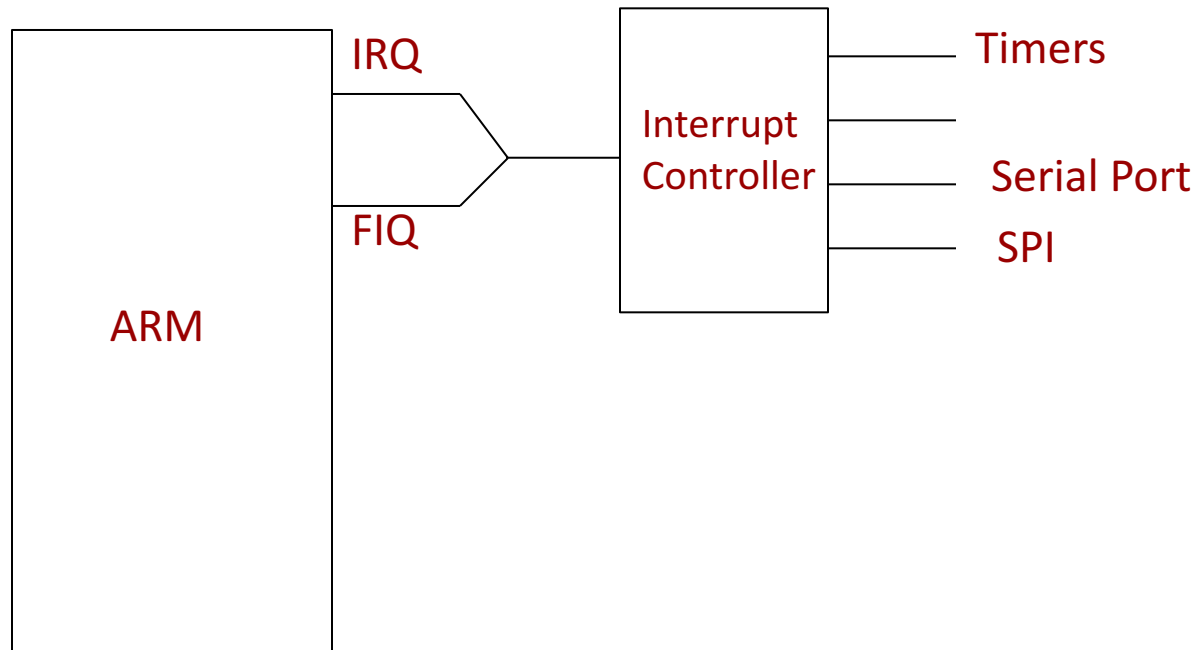 IRQ
FIQ
ARM
Interrupt
Controller
Timers
Serial Port
SPI